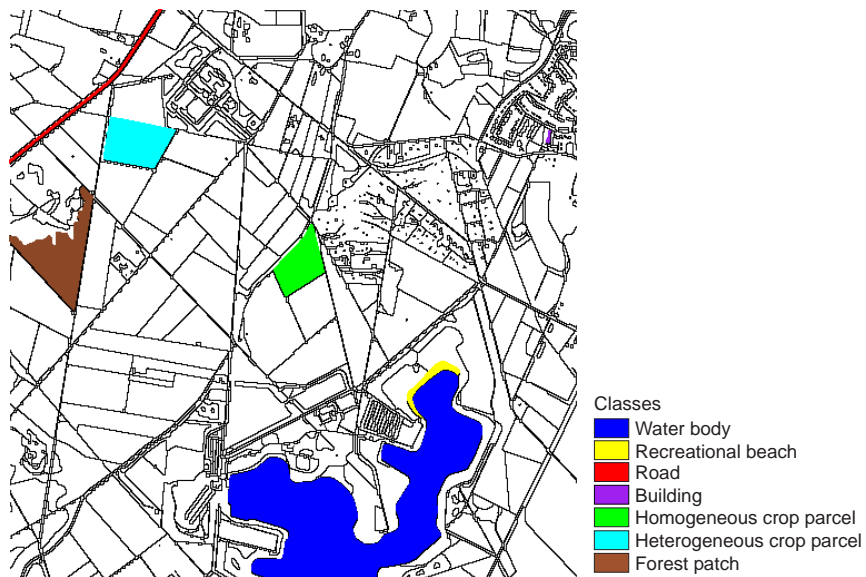 Classes
Water body
Recreational beach
Road
Building
Homogeneous crop parcel
Heterogeneous crop parcel
Forest patch